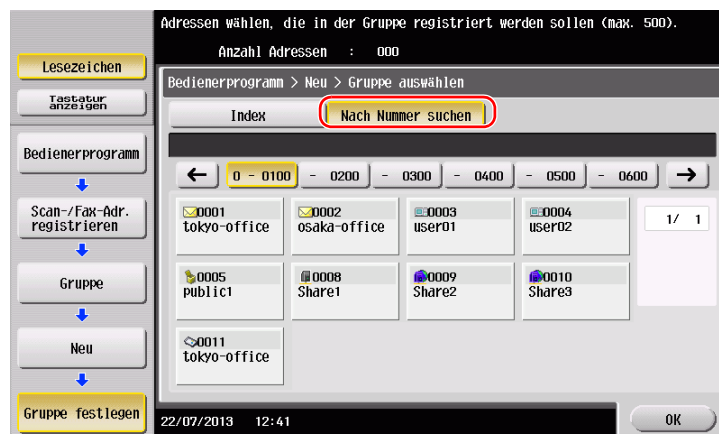 Adressen wählen, die in der Gruppe registriert werden sollen (max. 500).
Anzahl Adressen : 000
Lesezeichen
Tastatur
anzeigen
Bedienerprogramm
Scan-/Fax-Adr.
registrieren
Gruppe
Neu
Gruppe festlegen
Bedienerprogramm > Neu > Gruppe auswählen
Index Nach Nummer suchen
← 0 - 0100 - 0200 - 0300 - 0400 - 0500 - 0600 →
0001 0002 0003 0004
tokyo-office osaka-office user01 user02
1/ 1
0005 0008 0009 0010
public1 Share1 Share2 Share3
0011
tokyo-office
22/07/2013 12:41
OK